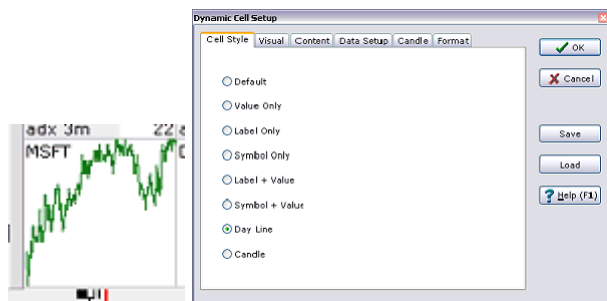 Dynamic Cell Setup
Cell Style Visual Content Data Setup Candle Format
Default
Value Only
Label Only
Symbol Only
Label + Value
Symbol + Value
Day Line
Candle
OK
Cancel
Save
Load
? Help (F1)
adx 3m 22
MSFT